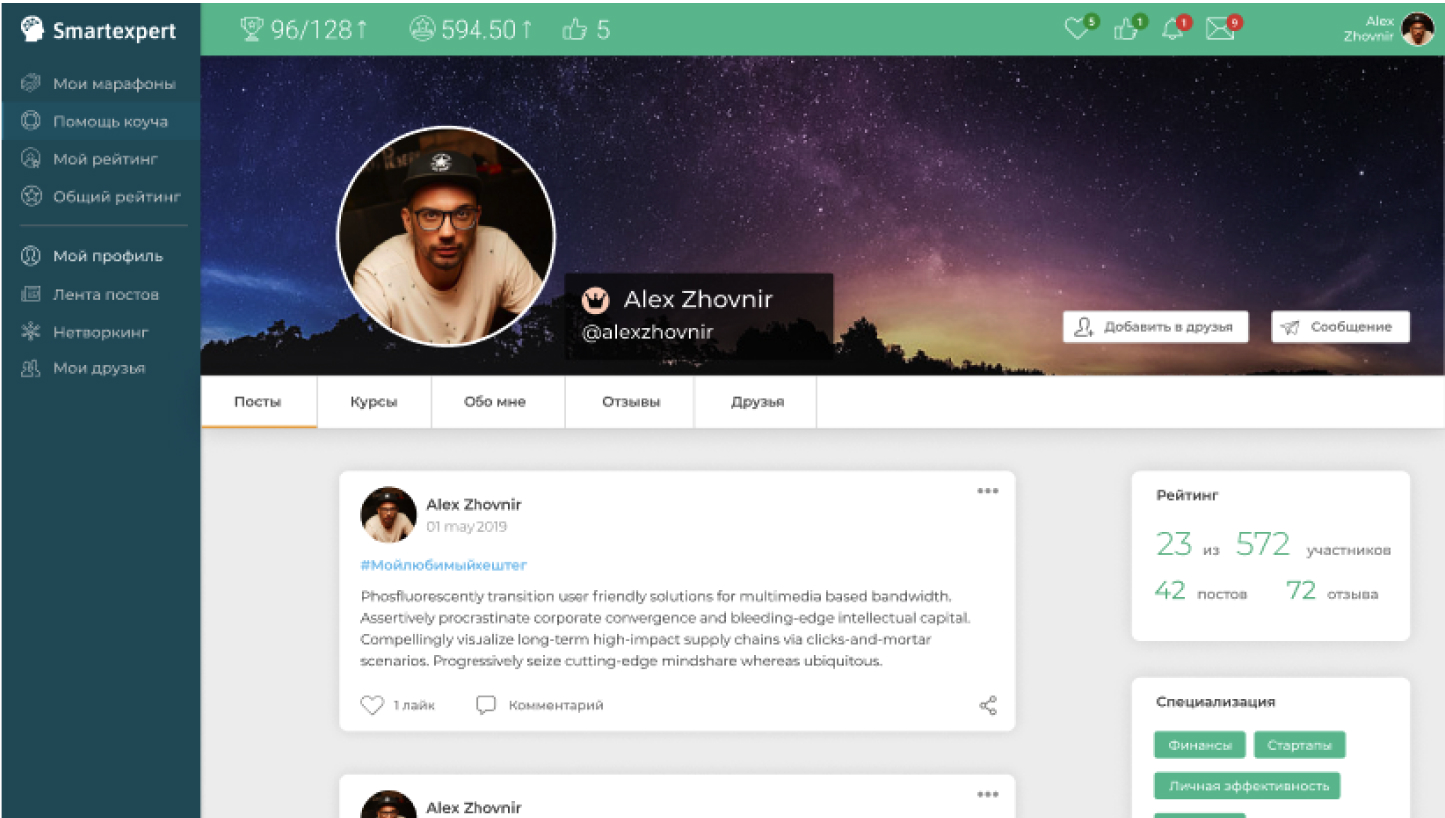 Smartexpert
96/128↑
594.50↑
5
5
1
1
9
Alex
Zhovnir
Мои марафоны
Помощь коуча
Мой рейтинг
Общий рейтинг
Мой профиль
Лента постов
Нетворкинг
Мои друзья
Alex Zhovnir
@alexzhovnir
Добавить в друзья
Сообщение
Посты
Курсы
Обо мне
Отзывы
Друзья
Alex Zhovnir
01 may 2019
#Мойлюбимыйхештег
Phosfluorescently transition user friendly solutions for multimedia based bandwidth.
Assertively procrastinate corporate convergence and bleeding-edge intellectual capital.
Compellingly visualize long-term high-impact supply chains via clicks-and-mortar
scenarios. Progressively seize cutting-edge mindshare whereas ubiquitous.
1 лайк
Комментарий
Alex Zhovnir
Рейтинг
23 из 572 участников
42 постов 72 отзыва
Специализация
Финансы
Стартапы
Личная эффективность